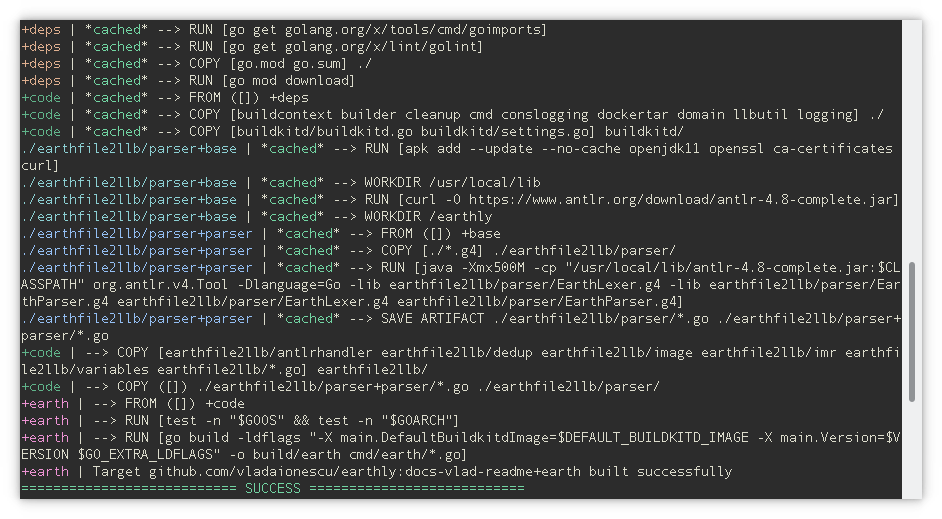 +deps | *cached* --> RUN [go get golang.org/x/tools/cmd/goimports]
+deps | *cached* --> RUN [go get golang.org/x/lint/golint]
+deps | *cached* --> COPY [go.mod go.sum] ./
+deps | *cached* --> RUN [go mod download]
+code | *cached* --> FROM ([]) +deps
+code | *cached* --> COPY [buildcontext builder cleanup cmd conslogging dockertar domain llbutil logging] ./
+code | *cached* --> COPY [buildkitd/buildkitd.go buildkitd/settings.go] buildkitd/
./earthfile2llb/parser+base | *cached* --> RUN [apk add --update --no-cache openjdk11 openssl ca-certificates
curl]
./earthfile2llb/parser+base | *cached* --> WORKDIR /usr/local/lib
./earthfile2llb/parser+base | *cached* --> RUN [curl -O https://www.antlr.org/download/antlr-4.8-complete.jar]
./earthfile2llb/parser+base | *cached* --> WORKDIR /earthly
./earthfile2llb/parser+parser | *cached* --> FROM ([]) +base
./earthfile2llb/parser+parser | *cached* --> COPY [./*.g4] ./earthfile2llb/parser/
./earthfile2llb/parser+parser | *cached* --> RUN [java -Xmx500M -cp "/usr/local/lib/antlr-4.8-complete.jar:$CL
ASSPATH" org.antlr.v4.Tool -Dlanguage=Go -lib earthfile2llb/parser/EarthLexer.g4 -lib earthfile2llb/parser/Ear
thParser.g4 earthfile2llb/parser/EarthLexer.g4 earthfile2llb/parser/EarthParser.g4]
./earthfile2llb/parser+parser | *cached* --> SAVE ARTIFACT ./earthfile2llb/parser/*.go ./earthfile2llb/parser+
parser/*.go
+code | --> COPY [earthfile2llb/antlrhandler earthfile2llb/dedup earthfile2llb/image earthfile2llb/imr earthfi
le2llb/variables earthfile2llb/*.go] earthfile2llb/
+code | --> COPY ([]) ./earthfile2llb/parser+parser/*.go ./earthfile2llb/parser/
+earth | --> FROM ([]) +code
+earth | --> RUN [test -n "$GOOS" && test -n "$GOARCH"]
+earth | --> RUN [go build -ldflags "-X main.DefaultBuildkitdImage=$DEFAULT_BUILDKITD_IMAGE -X main.Version=$V
ERSION $GO_EXTRA_LDFLAGS" -o build/earth cmd/earth/*.go]
+earth | Target github.com/vladaionescu/earthly:docs-vlad-readme+earth built successfully
=========================== SUCCESS ===========================